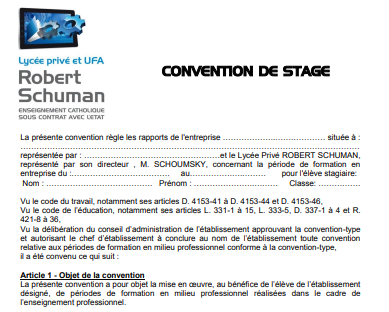 Lycée privé et UFA
Robert
Schuman
ENSEIGNEMENT CATHOLIQUE
SOUS CONTRAT AVEC L'ETAT
CONVENTION DE STAGE
La présente convention règle les rapports de l'entreprise ........................................ située à :
................................................................................................................................
représentée par : .....................................................et le Lycée Privé ROBERT SCHUMAN,
représenté par son directeur , M. SCHOUMSKY, concernant la période de formation en
entreprise du :...................................... au............................. pour l'élève stagiaire:
Nom : ......................................... Prénom : ................................ Classe: ................
Vu le code du travail, notamment ses articles D. 4153-41 à D. 4153-44 et D. 4153-46,
Vu le code de l'éducation, notamment ses articles L. 331-1 à 15, L. 333-5, D. 337-1 à 4 et R.
421-8 à 36,
Vu la délibération du conseil d'administration de l'établissement approuvant la convention-type
et autorisant le chef d'établissement à conclure au nom de l'établissement toute convention
relative aux périodes de formation en milieu professionnel conforme à la convention-type,
il a été convenu ce qui suit :
Article 1 - Objet de la convention
La présente convention a pour objet la mise en œuvre, au bénéfice de l'élève de l'établissement
désigné, de périodes de formation en milieu professionnel réalisées dans le cadre de
l'enseignement professionnel.